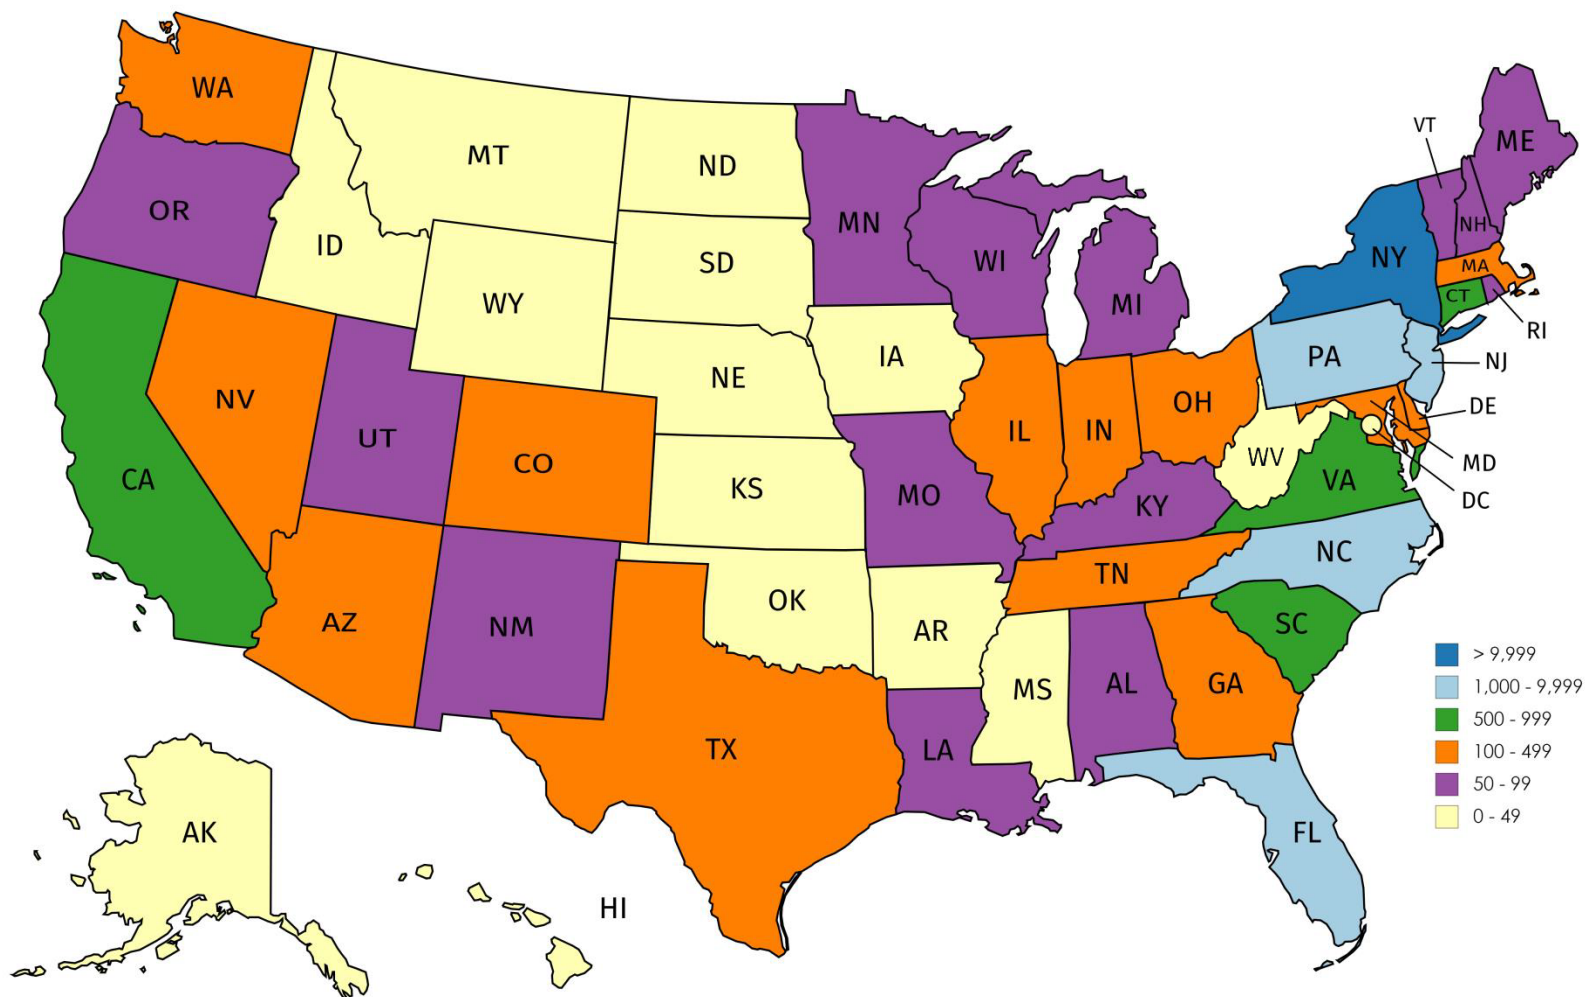 WA
MT
ND
VT
ME
OR
ID
MN
NH
SD
WI
NY
MA
WY
MI
CT
RI
IA
PA
NJ
NE
NV
OH
DE
UT
IL
IN
CO
WV
MD
CA
KS
MO
VA
DC
KY
NC
TN
OK
AZ
NM
AR
SC
MS
AL
GA
TX
LA
AK
FL
HI
> 9,999
1,000 - 9,999
500 - 999
100 - 499
50 - 99
0 - 49